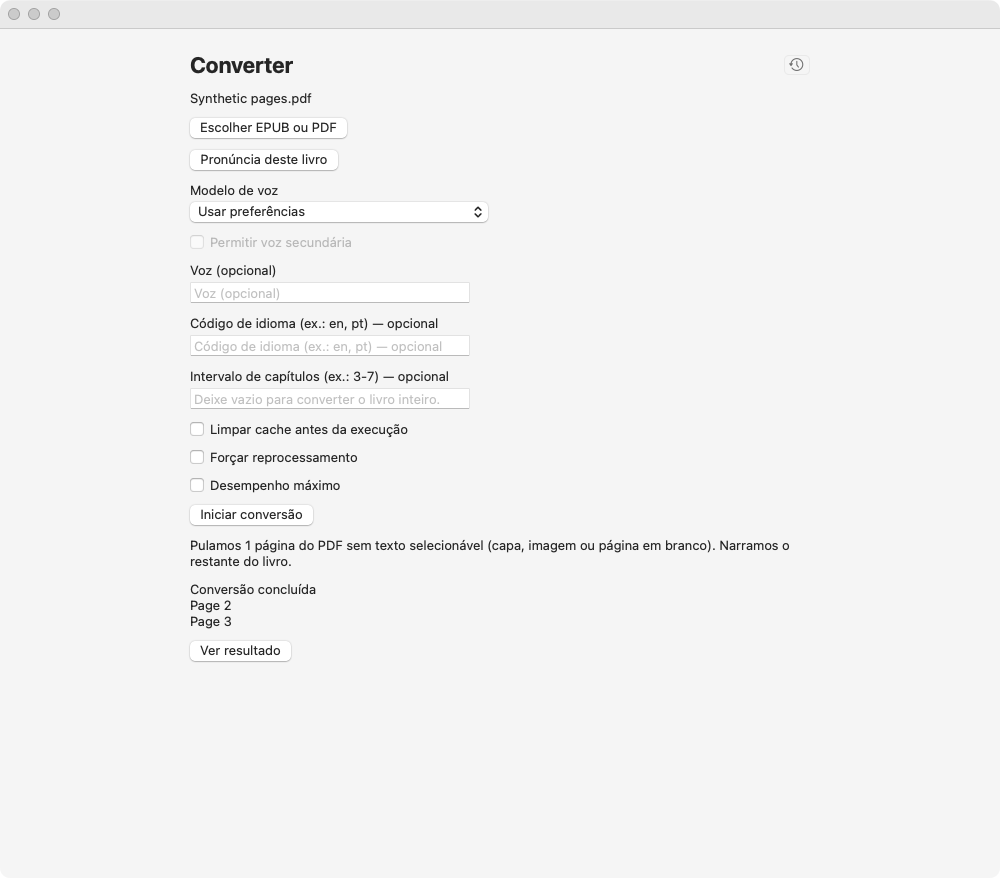 Converter
Synthetic pages.pdf
Escolher EPUB ou PDF
Pronúncia deste livro
Modelo de voz
Usar preferências
Permitir voz secundária
Voz (opcional)
Voz (opcional)
Código de idioma (ex.: en, pt) — opcional
Código de idioma (ex.: en, pt) — opcional
Intervalo de capítulos (ex.: 3-7) — opcional
Deixe vazio para converter o livro inteiro.
Limpar cache antes da execução
Forçar reprocessamento
Desempenho máximo
Iniciar conversão
Pulamos 1 página do PDF sem texto selecionável (capa, imagem ou página em branco). Narramos o
restante do livro.
Conversão concluída
Page 2
Page 3
Ver resultado